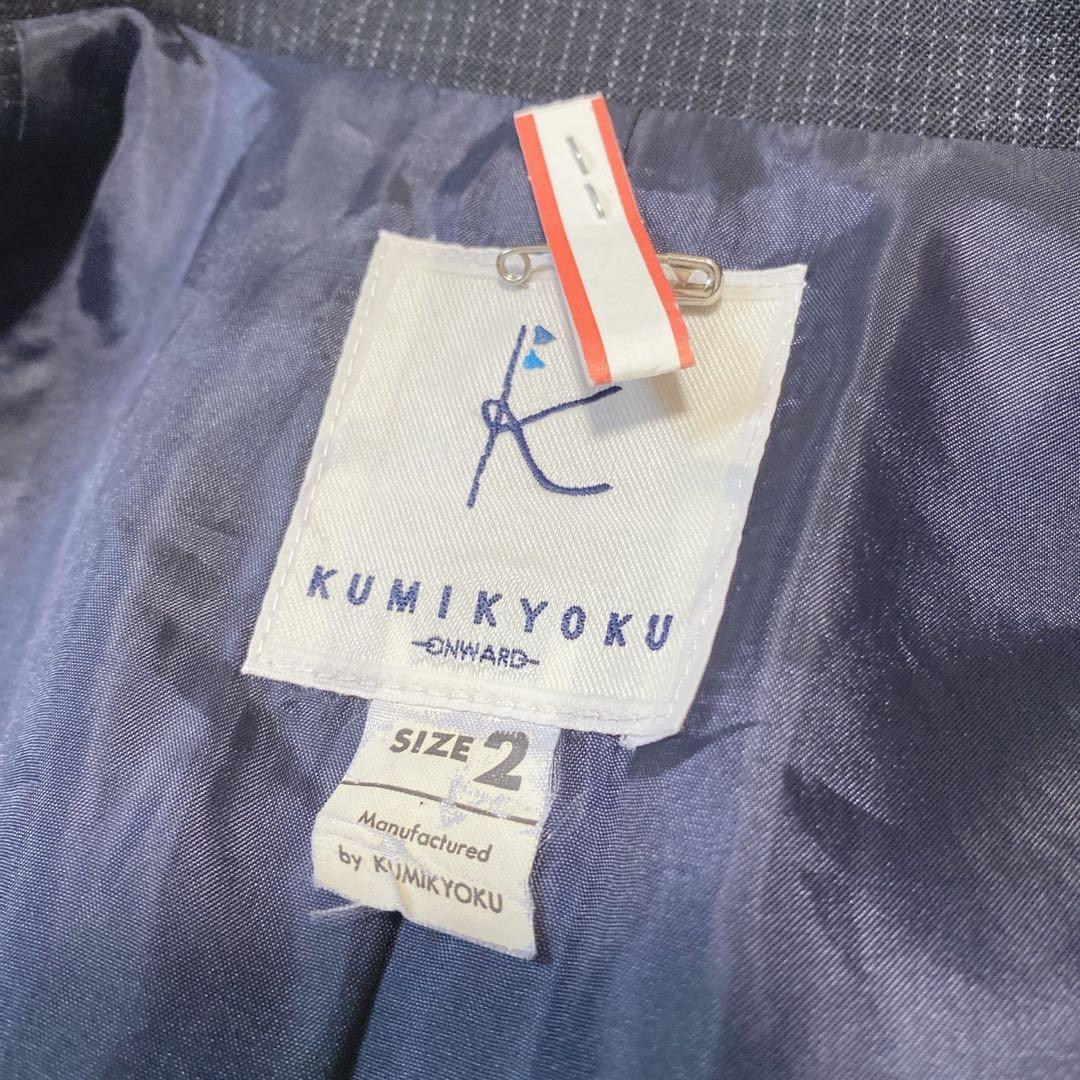 K
KUMIKYOKU
ONWARD
SIZE 2
Manufactured
by KUMIKYOKU